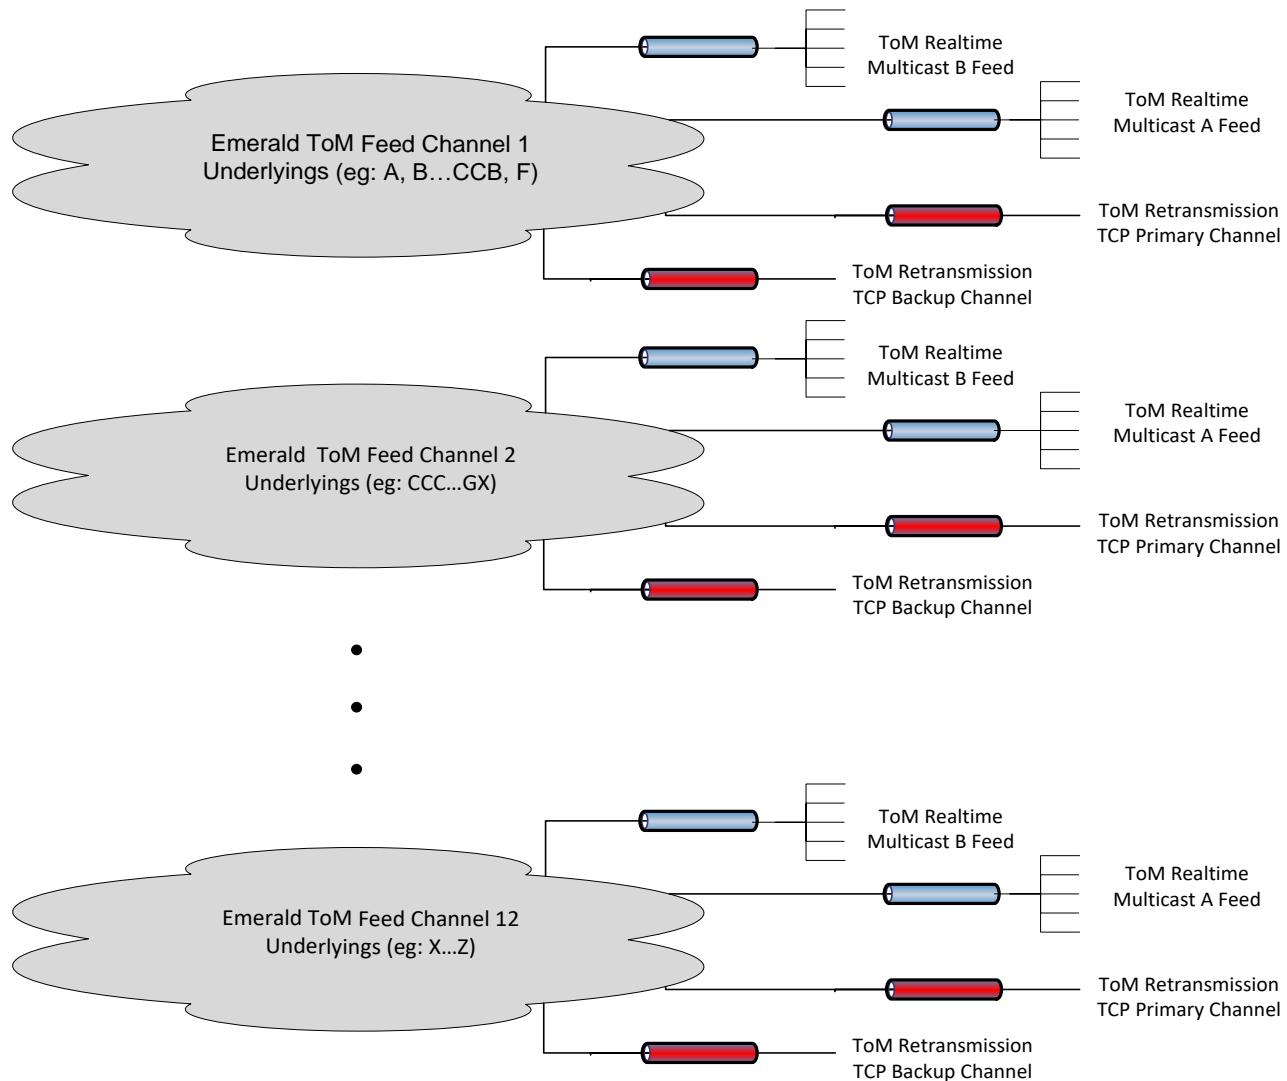 ToM Realtime
Multicast B Feed
ToM Realtime
Multicast A Feed
Emerald ToM Feed Channel 1
Underlyings (eg: A, B…CCB, F)
ToM Retransmission
TCP Primary Channel
ToM Retransmission
TCP Backup Channel
ToM Realtime
Multicast B Feed
ToM Realtime
Multicast A Feed
Emerald  ToM Feed Channel 2
Underlyings (eg: CCC…GX)
ToM Retransmission
TCP Primary Channel
ToM Retransmission
TCP Backup Channel
ToM Realtime
Multicast B Feed
ToM Realtime
Multicast A Feed
Emerald ToM Feed Channel 12
Underlyings (eg: X…Z)
ToM Retransmission
TCP Primary Channel
ToM Retransmission
TCP Backup Channel